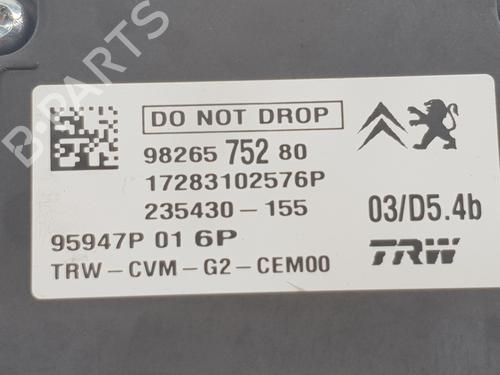 B-PARTS
DO NOT DROP
98265 752 80
17283102576P
235430-155
03/D5.4b
95947P 01 6P
TRW
TRW-CVM-G2-CEM00